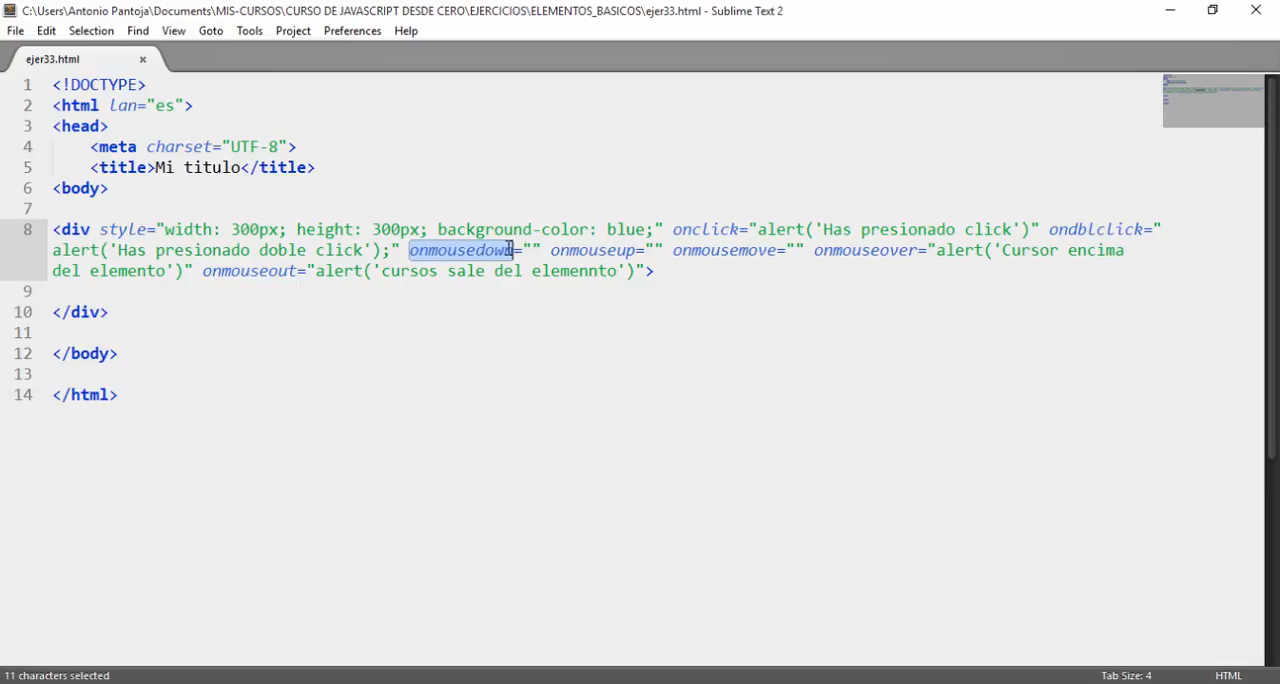 C:\Users\Antonio Pantoja\Documents\MIS-CURSOS\CURSO DE JAVASCRIPT DESDE CERO\EJERCICIOS\ELEMENTOS_BASICOS\ejer33.html - Sublime Text 2
File Edit Selection Find View Goto Tools Project Preferences Help
ejer33.html ×
1 <!DOCTYPE>
2 <html lan="es">
3 <head>
4 <meta charset="UTF-8">
5 <title>Mi titulo</title>
6 <body>
7
8 <div style="width: 300px; height: 300px; background-color: blue;" onclick="alert('Has presionado click')" ondblclick="
alert('Has presionado doble click');" onmousedown="" onmouseup="" onmousemove="" onmouseover="alert('Cursor encima
del elemento')" onmouseout="alert('cursos sale del elemennto')">
9
10 </div>
11
12 </body>
13
14 </html>
11 characters selected Tab Size: 4 HTML